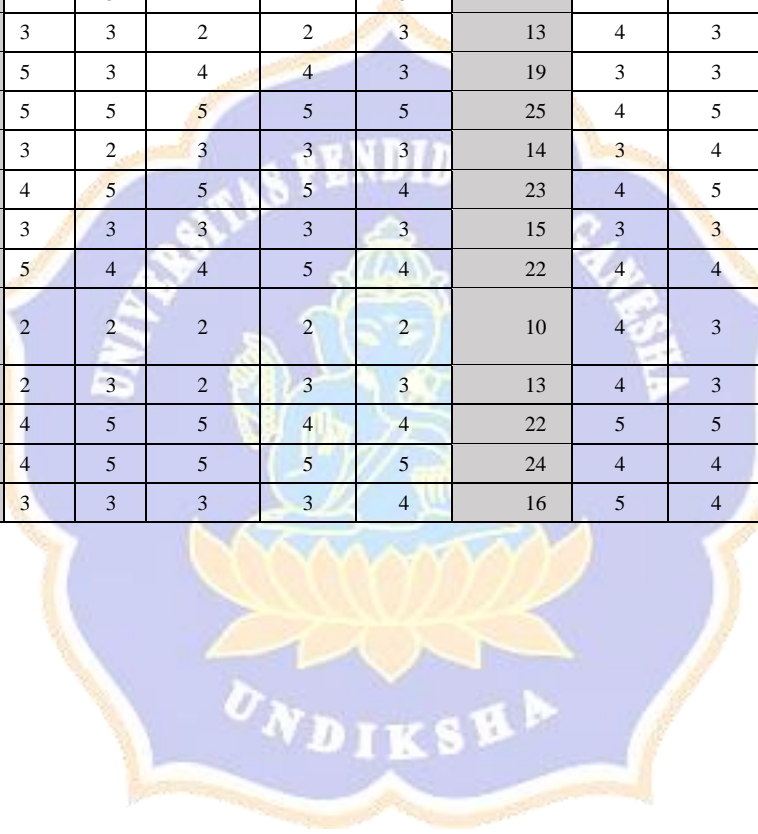 3 3 2 2 3 13 4 3
5 3 4 4 3 19 3 3
5 5 5 5 5 25 4 5
3 2 3 3 3 14 3 4
4 5 5 5 4 23 4 5
3 3 3 3 3 15 3 3
5 4 4 5 4 22 4 4
2 2 2 2 2 10 4 3
2 3 2 3 3 13 4 3
4 5 5 4 4 22 5 5
4 5 5 5 5 24 4 4
3 3 3 3 4 16 5 4
UNIVERSITAS PENDID GANESHA
UNDIKSHA